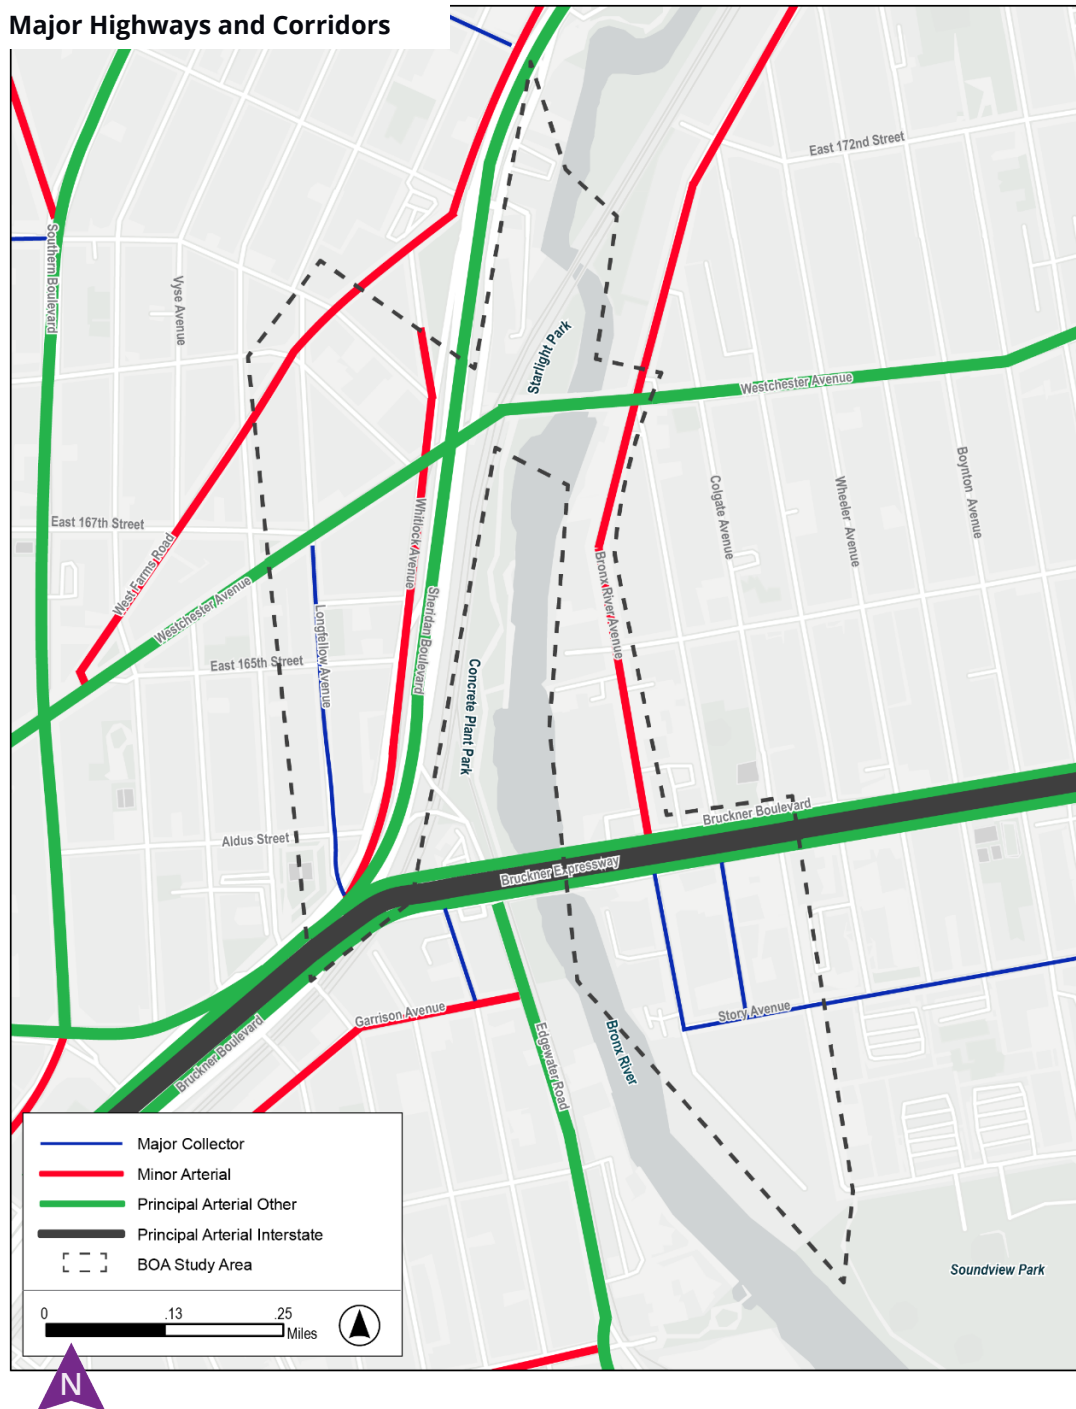 Major Highways and Corridors
East 172nd Street
Southern Boulevard
Vyse Avenue
Starlight Park
Westchester Avenue
Colgate Avenue
Wheeler Avenue
Boynton Avenue
East 167th Street
West Farms Road
Westchester Avenue
Whitlock Avenue
Bronx River Avenue
Longfellow Avenue
Sheridan Boulevard
East 165th Street
Concrete Plant Park
Aldus Street
Bruckner Boulevard
Bruckner Expressway
Garrison Avenue
Story Avenue
Bruckner Boulevard
Edgewater Road
Bronx River
Soundview Park
Major Collector
Minor Arterial
Principal Arterial Other
Principal Arterial Interstate
BOA Study Area
0 .13 .25
Miles
N